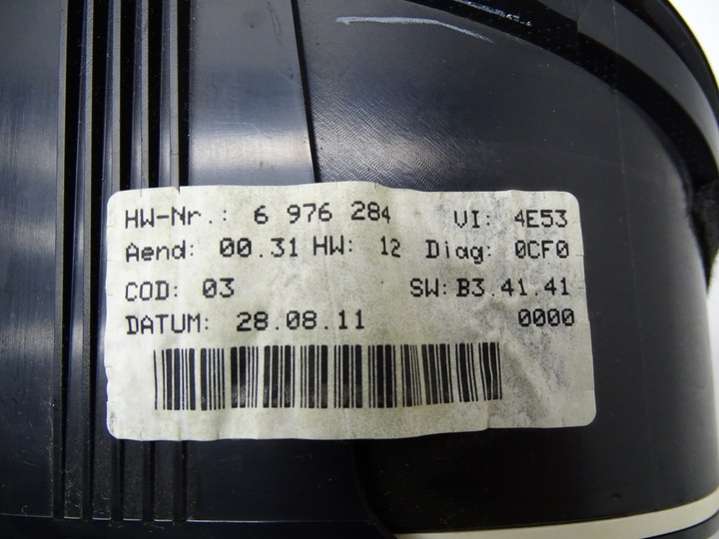 HW-Nr.: 6 976 284 VI: 4E53
Aend: 00.31 HW: 12 Diag: 0CF0
COD: 03 SW: B3.41.41
DATUM: 28.08.11 0000